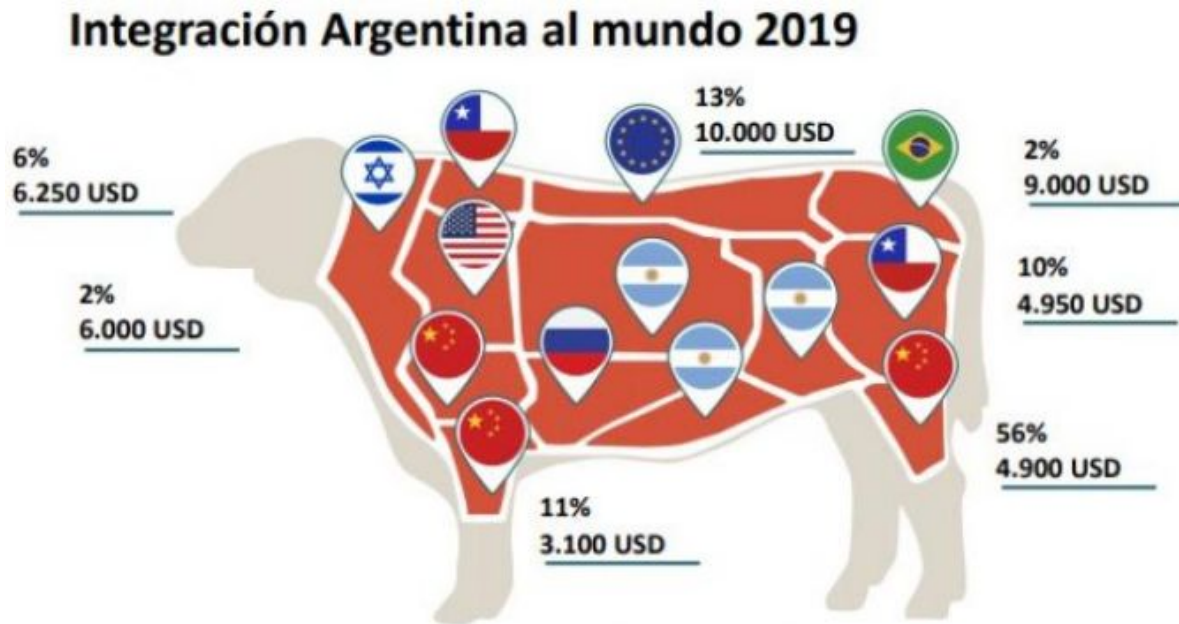 Integración Argentina al mundo 2019
13%
10.000 USD
6%
6.250 USD
2%
9.000 USD
2%
6.000 USD
10%
4.950 USD
56%
4.900 USD
11%
3.100 USD